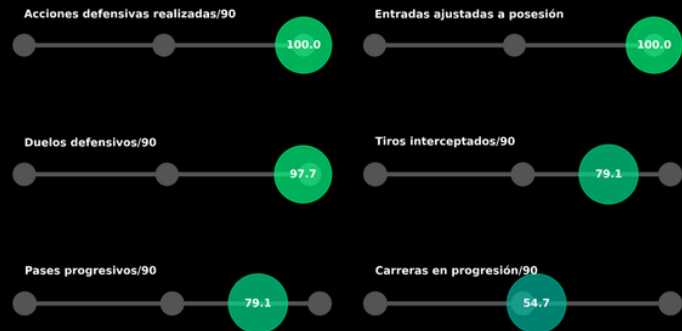 Acciones defensivas realizadas/90
Entradas ajustadas a posesión
100.0
100.0
Duelos defensivos/90
Tiros interceptados/90
97.7
79.1
Pases progresivos/90
Carreras en progresión/90
79.1
54.7